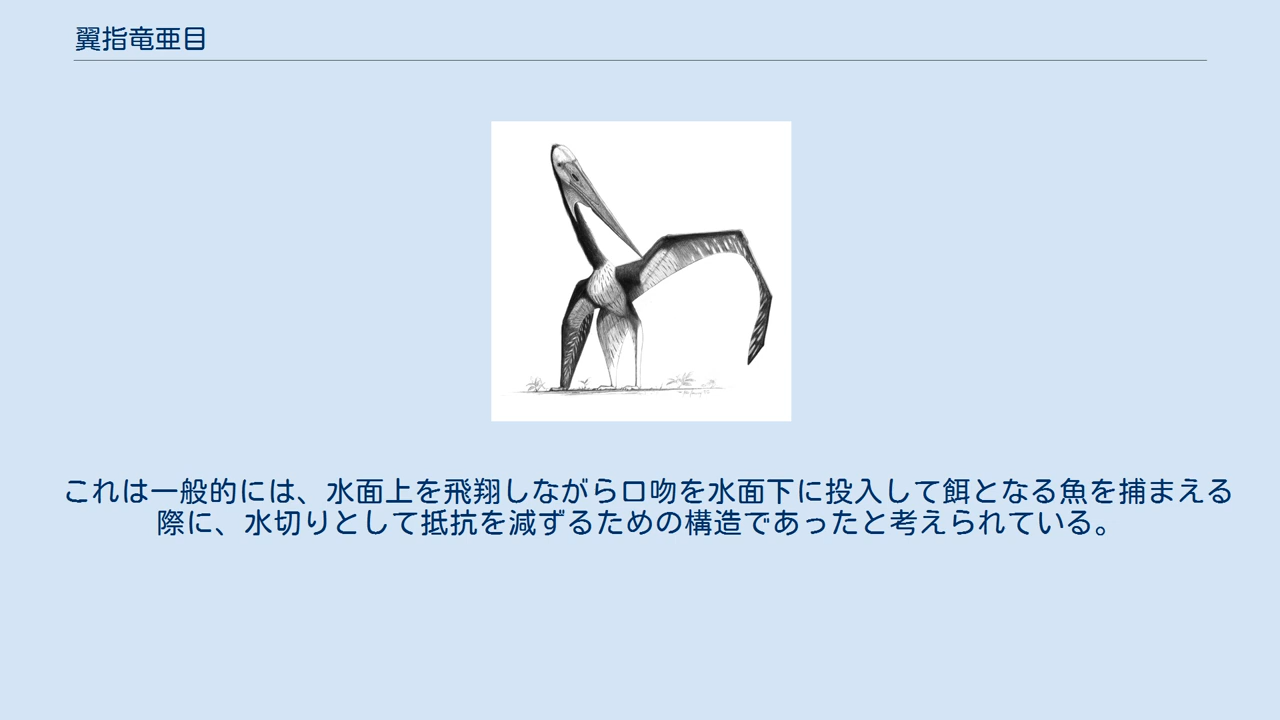 翼指竜亜目
これは一般的には、水面上を飛翔しながら口吻を水面下に投入して餌となる魚を捕まえる
際に、水切りとして抵抗を減ずるための構造であったと考えられている。